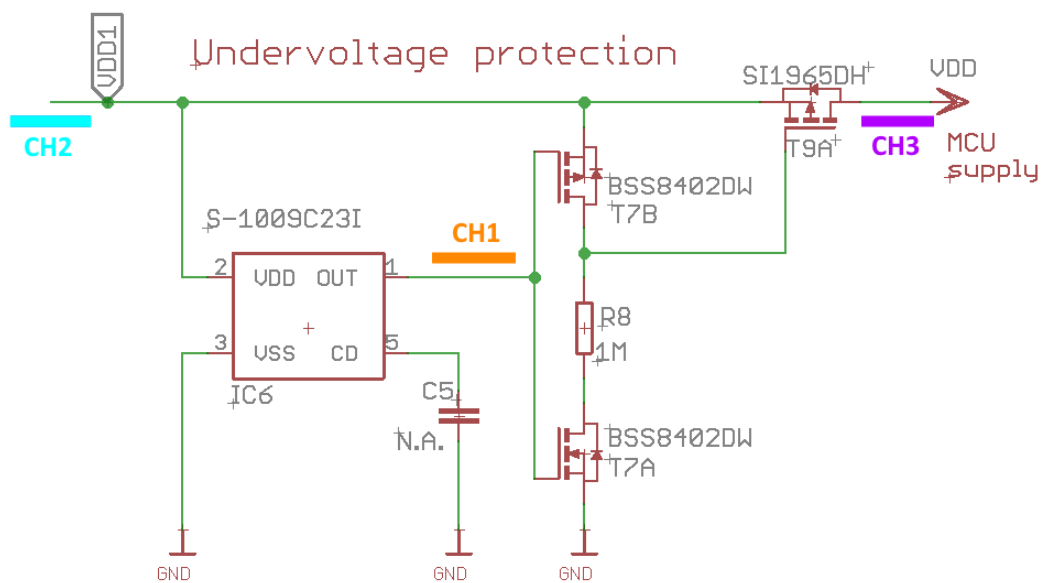 VDD1
Undervoltage protection
SI1965DH
VDD
CH2
CH3
T9A
MCU
supply
BSS8402DW
T7B
S-1009C23I
CH1
2
VDD
OUT
1
R8
1M
3
VSS
CD
5
IC6
C5
N.A.
BSS8402DW
T7A
GND
GND
GND